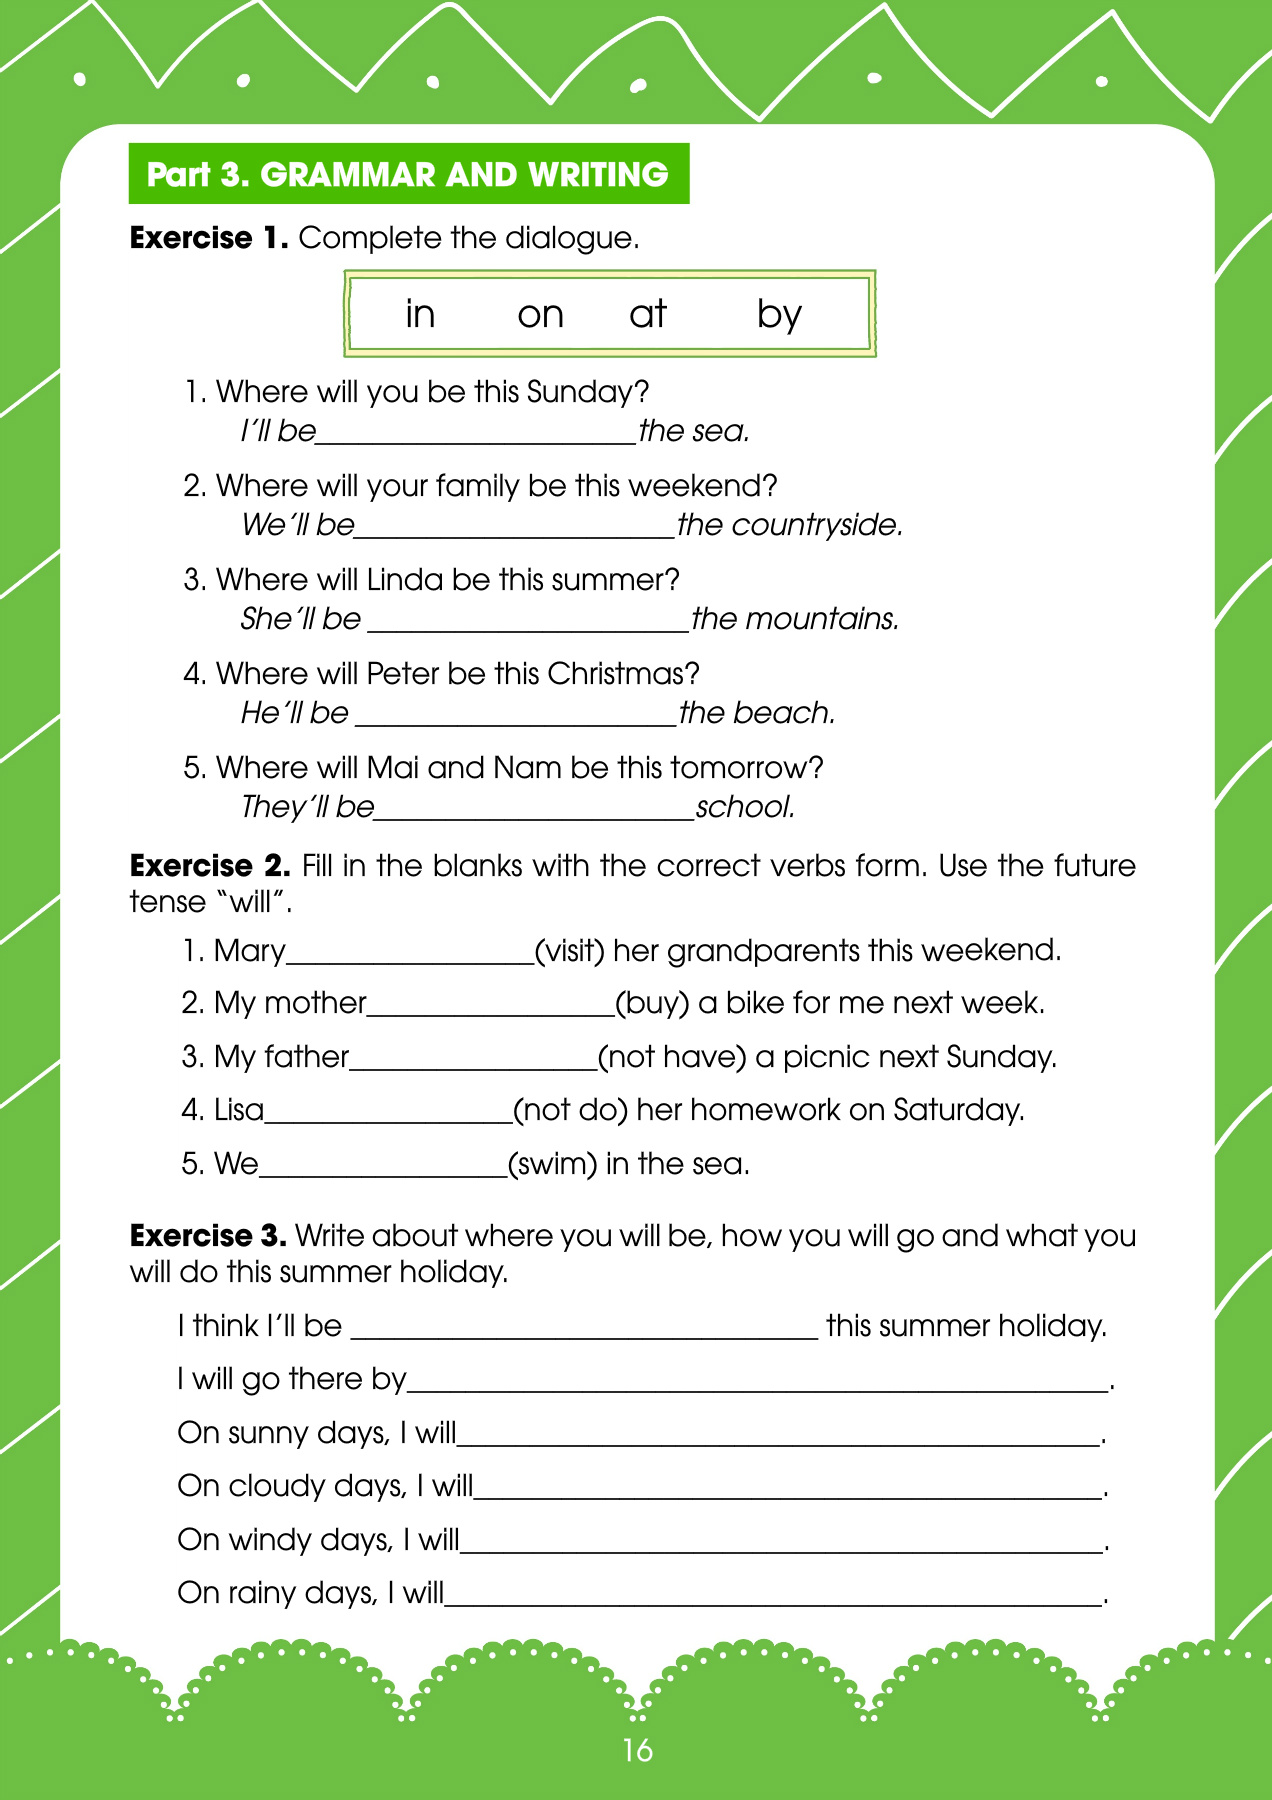 Part 3. GRAMMAR AND WRITING
Exercise 1. Complete the dialogue.
in on at by
1. Where will you be this Sunday?
I’ll be____________________the sea.
2. Where will your family be this weekend?
We’ll be____________________the countryside.
3. Where will Linda be this summer?
She’ll be ____________________the mountains.
4. Where will Peter be this Christmas?
He’ll be ____________________the beach.
5. Where will Mai and Nam be this tomorrow?
They’ll be____________________school.
Exercise 2. Fill in the blanks with the correct verbs form. Use the future
tense “will”.
1. Mary________________(visit) her grandparents this weekend.
2. My mother________________(buy) a bike for me next week.
3. My father________________(not have) a picnic next Sunday.
4. Lisa________________(not do) her homework on Saturday.
5. We________________(swim) in the sea.
Exercise 3. Write about where you will be, how you will go and what you
will do this summer holiday.
I think I’ll be ______________________________ this summer holiday.
I will go there by______________________________________________.
On sunny days, I will__________________________________________.
On cloudy days, I will_________________________________________.
On windy days, I will__________________________________________.
On rainy days, I will___________________________________________.
16